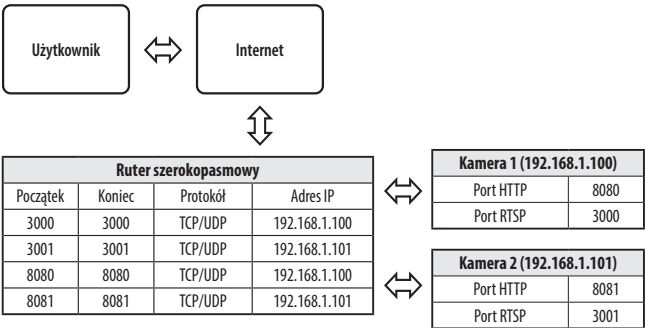 Użytkownik
Internet
Ruter szerokopasmowy
Początek Koniec Protokół Adres IP
3000 3000 TCP/UDP 192.168.1.100
3001 3001 TCP/UDP 192.168.1.101
8080 8080 TCP/UDP 192.168.1.100
8081 8081 TCP/UDP 192.168.1.101
Kamera 1 (192.168.1.100)
Port HTTP 8080
Port RTSP 3000
Kamera 2 (192.168.1.101)
Port HTTP 8081
Port RTSP 3001